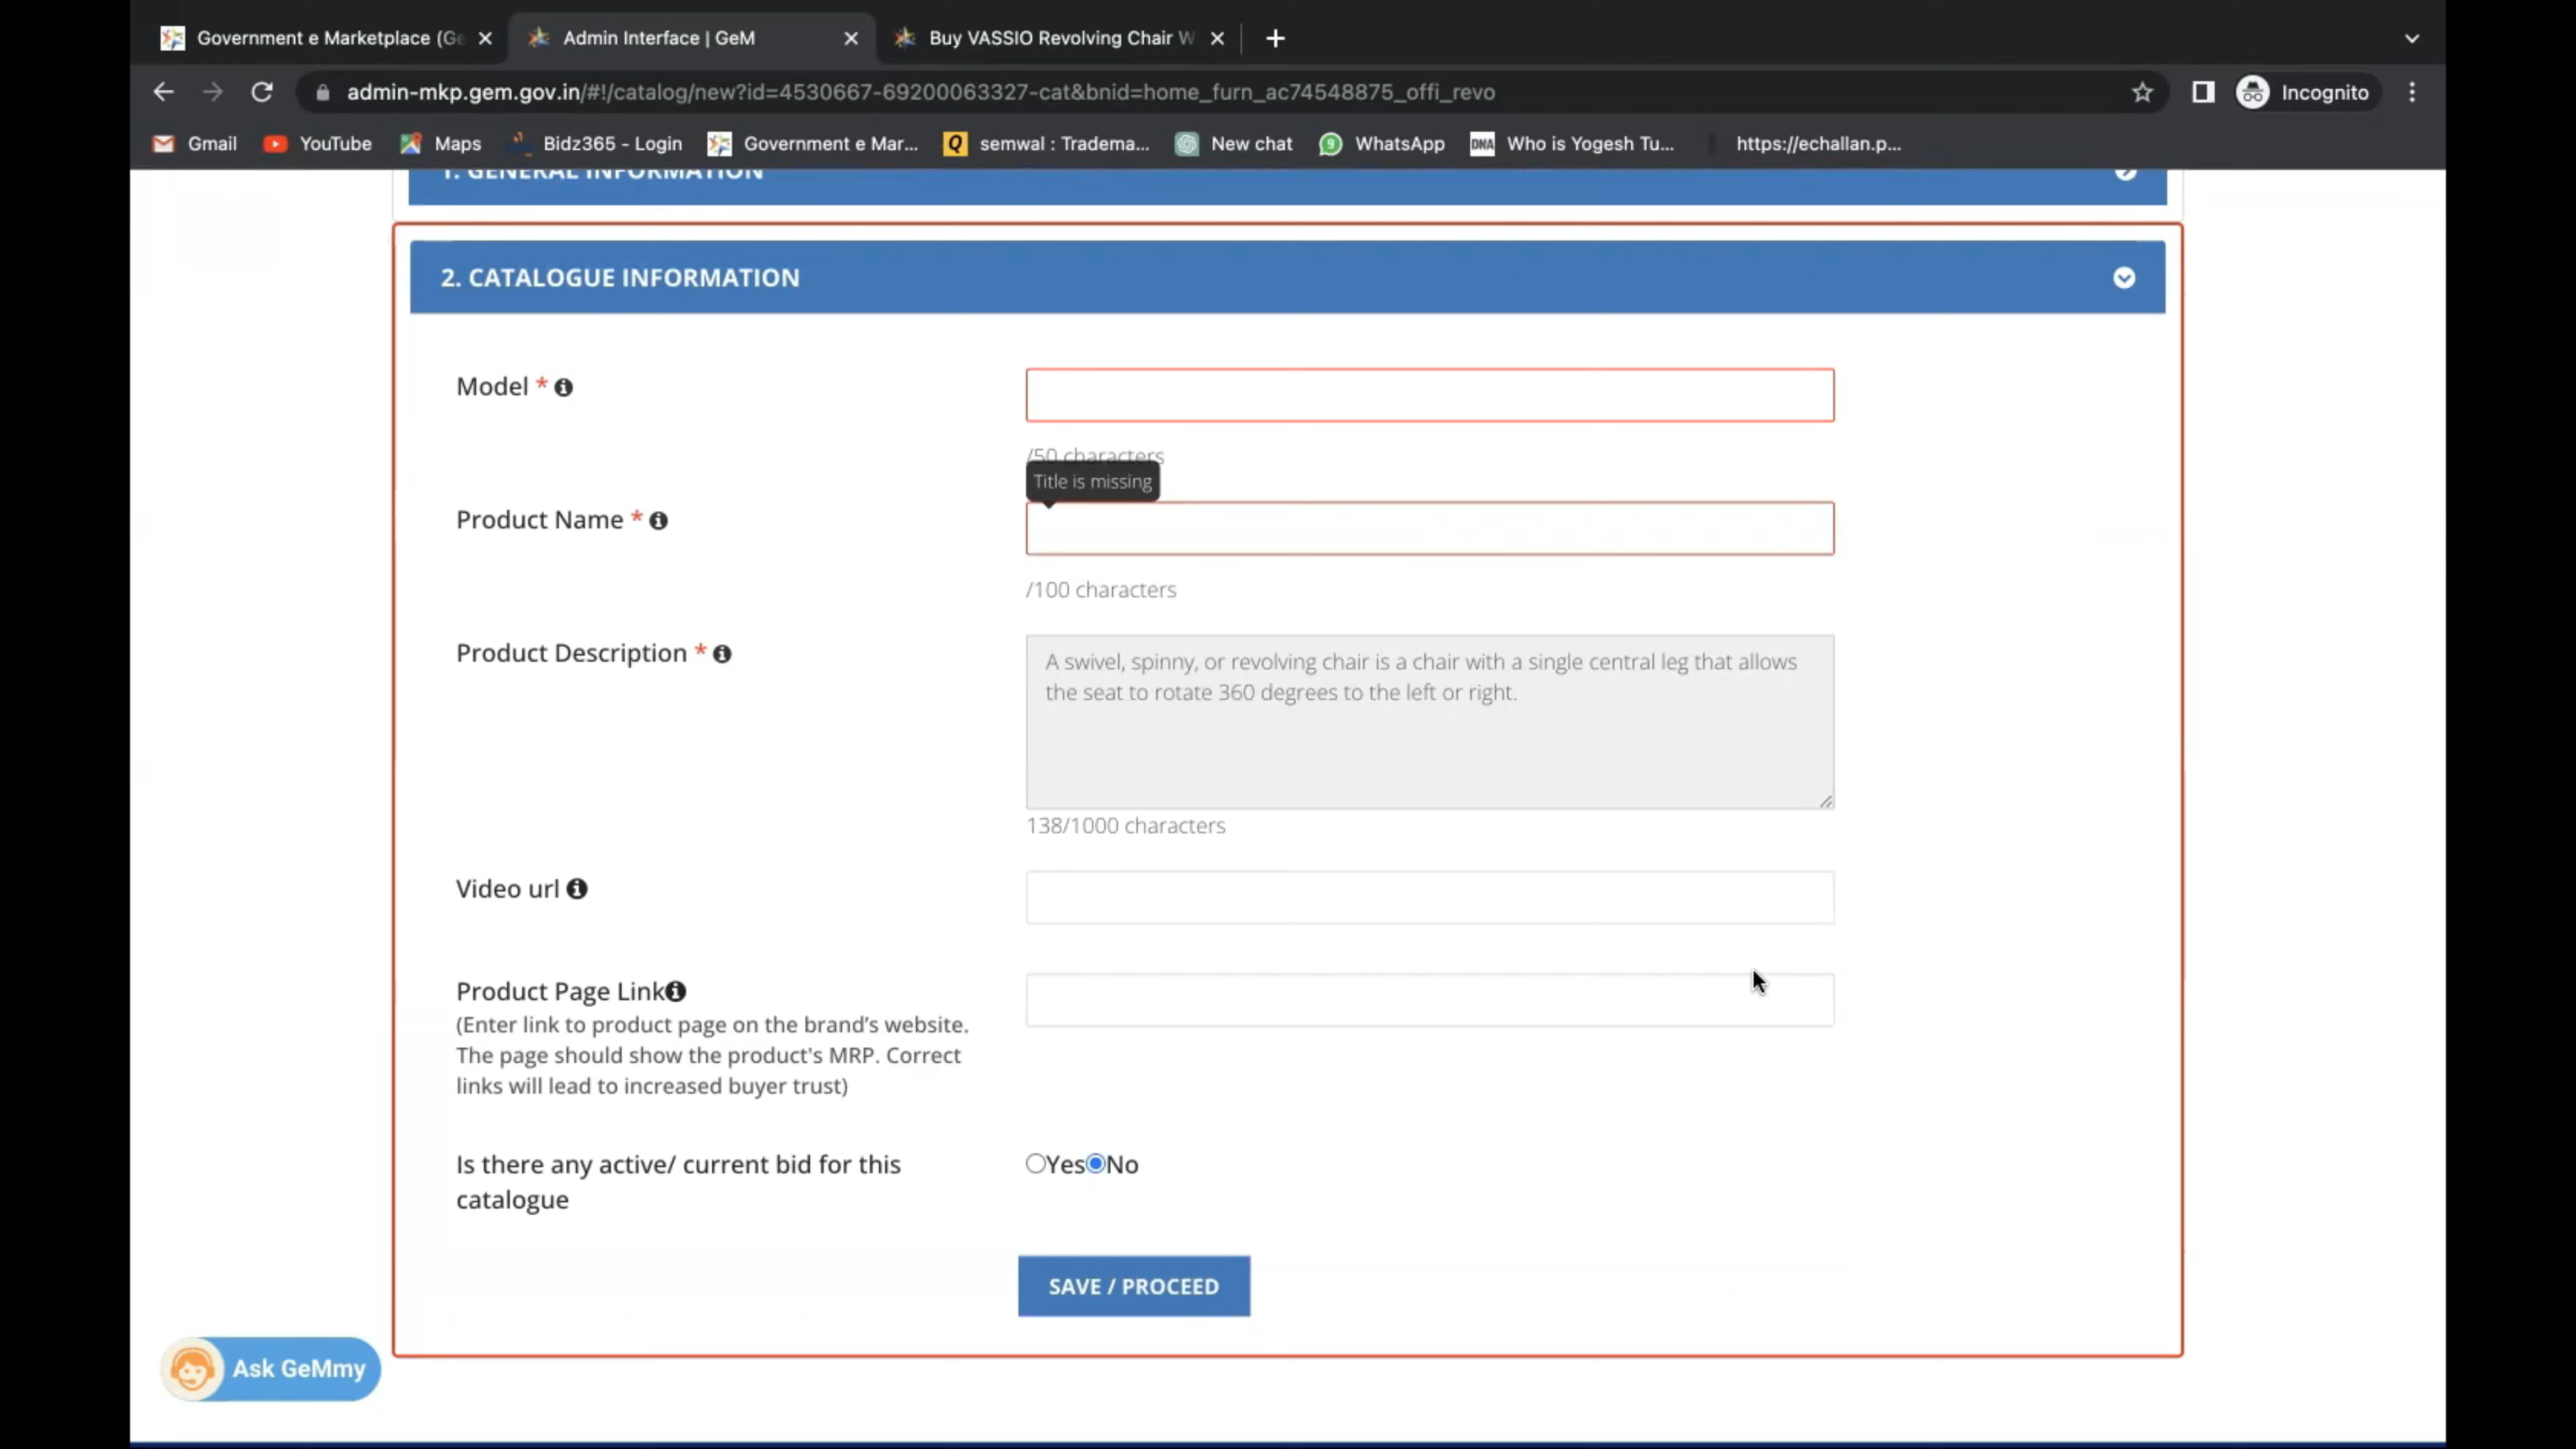 Government e Marketplace (Ge
Admin Interface | GeM
Buy VASSIO Revolving Chair W
admin-mkp.gem.gov.in/#!/catalog/new?id=4530667-69200063327-cat&bnid=home_furn_ac74548875_offi_revo
Incognito
Gmail
YouTube
Maps
Bidz365 - Login
Government e Mar...
semwal : Tradema...
New chat
WhatsApp
DNA
Who is Yogesh Tu...
https://echallan.p...
1. GENERAL INFORMATION
2. CATALOGUE INFORMATION
Model *
/50 characters
Title is missing
Product Name *
/100 characters
Product Description *
A swivel, spinny, or revolving chair is a chair with a single central leg that allows
the seat to rotate 360 degrees to the left or right.
138/1000 characters
Video url
Product Page Link
(Enter link to product page on the brand's website.
The page should show the product's MRP. Correct
links will lead to increased buyer trust)
Is there any active/ current bid for this
catalogue
Yes No
SAVE / PROCEED
Ask GeMmy